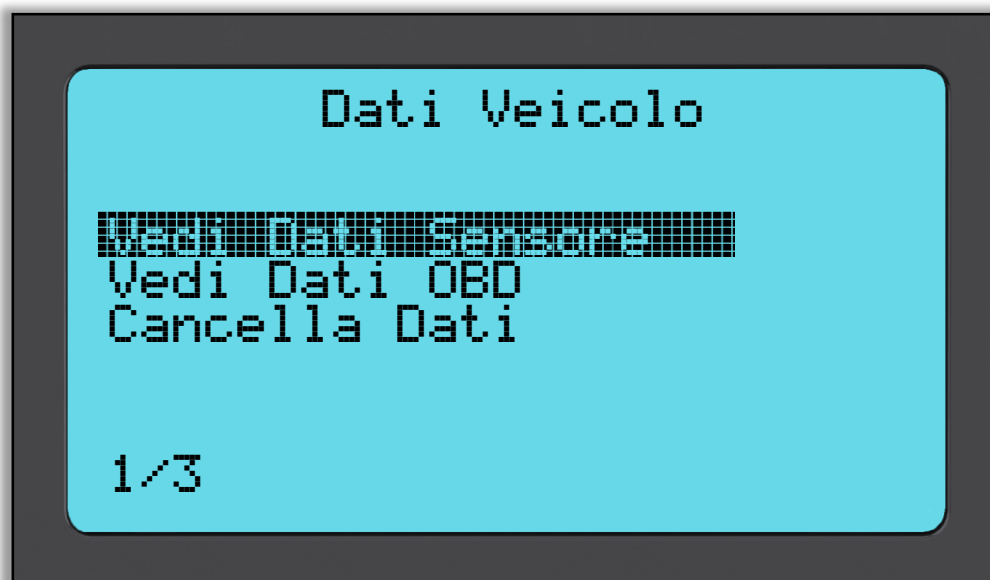 Dati Veicolo
Vedi Dati Sensore
Vedi Dati OBD
Cancella Dati
1/3